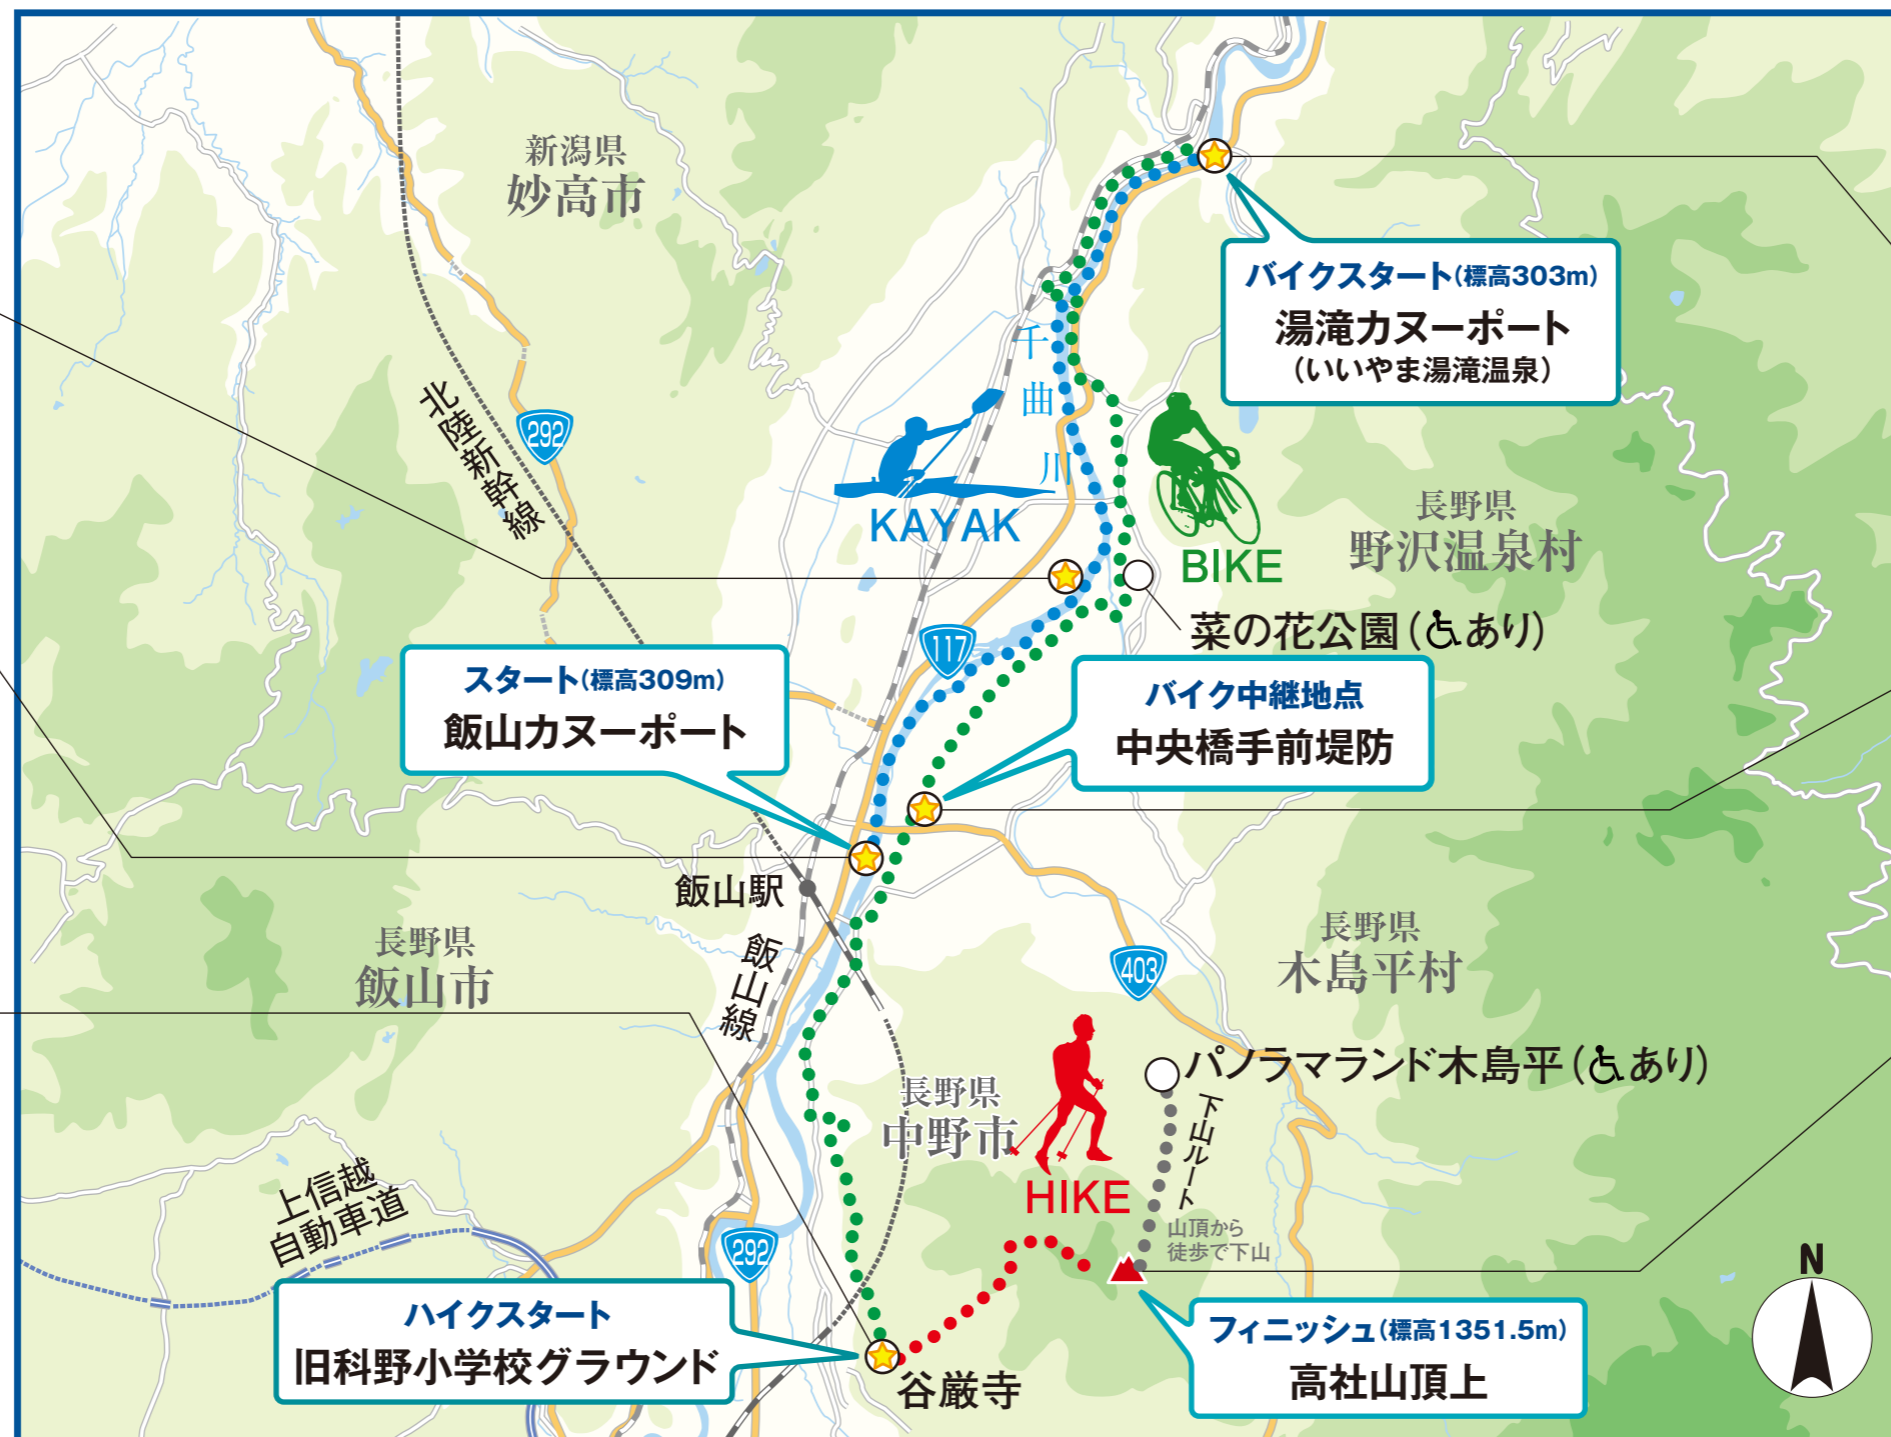 新潟県
妙高市
バイクスタート(標高303m)
湯滝カヌーポート
(いいやま湯滝温泉)
千曲川
北陸新幹線
292
KAYAK
BIKE
長野県
野沢温泉村
菜の花公園(あり)
117
スタート(標高309m)
飯山カヌーポート
バイク中継地点
中央橋手前堤防
飯山駅
長野県
飯山市
飯山線
403
長野県
木島平村
パノラマランド木島平(あり)
長野県
中野市
下山ルート
山頂から
徒歩で下山
HIKE
上信越
自動車道
292
ハイクスタート
旧科野小学校グラウンド
谷厳寺
フィニッシュ(標高1351.5m)
高社山頂上
N